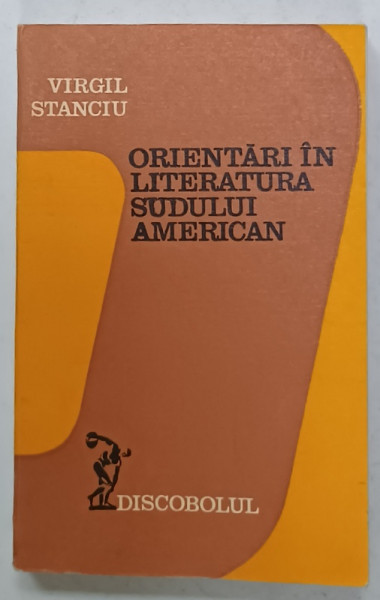 VIRGIL
STANCIU
ORIENTĂRI ÎN
LITERATURA
SUDULUI
AMERICAN
DISCOBOLUL